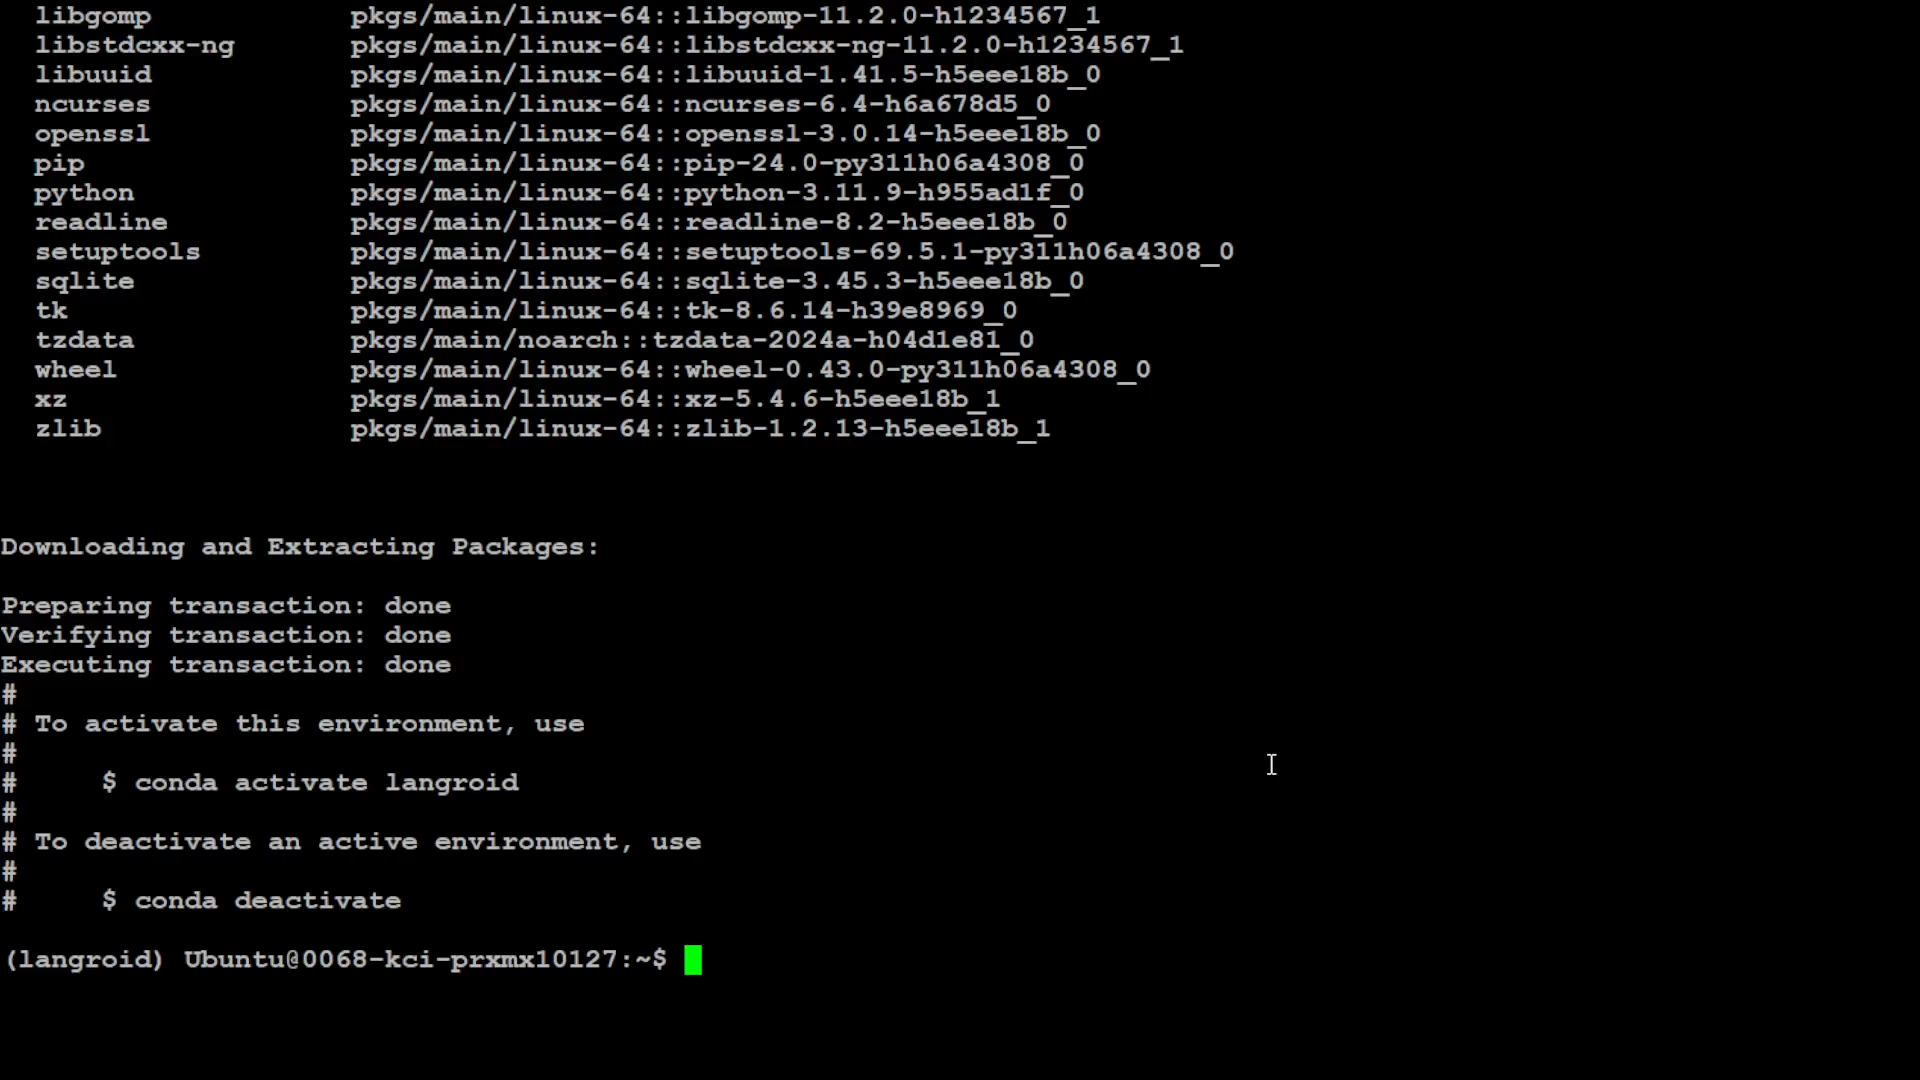 libgomp pkgs/main/linux-64::libgomp-11.2.0-h1234567_1
libstdcxx-ng pkgs/main/linux-64::libstdcxx-ng-11.2.0-h1234567_1
libuuid pkgs/main/linux-64::libuuid-1.41.5-h5eee18b_0
ncurses pkgs/main/linux-64::ncurses-6.4-h6a678d5_0
openssl pkgs/main/linux-64::openssl-3.0.14-h5eee18b_0
pip pkgs/main/linux-64::pip-24.0-py311h06a4308_0
python pkgs/main/linux-64::python-3.11.9-h955ad1f_0
readline pkgs/main/linux-64::readline-8.2-h5eee18b_0
setuptools pkgs/main/linux-64::setuptools-69.5.1-py311h06a4308_0
sqlite pkgs/main/linux-64::sqlite-3.45.3-h5eee18b_0
tk pkgs/main/linux-64::tk-8.6.14-h39e8969_0
tzdata pkgs/main/noarch::tzdata-2024a-h04d1e81_0
wheel pkgs/main/linux-64::wheel-0.43.0-py311h06a4308_0
xz pkgs/main/linux-64::xz-5.4.6-h5eee18b_1
zlib pkgs/main/linux-64::zlib-1.2.13-h5eee18b_1
Downloading and Extracting Packages:
Preparing transaction: done
Verifying transaction: done
Executing transaction: done
#
# To activate this environment, use
#
#     $ conda activate langroid
#
# To deactivate an active environment, use
#
#     $ conda deactivate
(langroid) Ubuntu@0068-kci-prxmx10127:~$